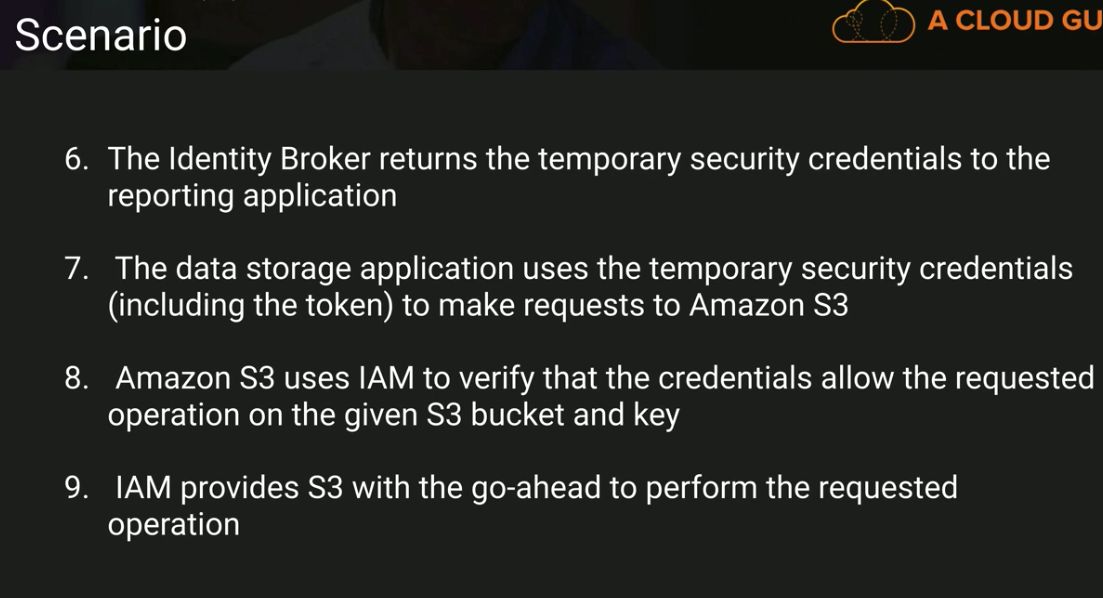 Scenario
A CLOUD GU
6. The Identity Broker returns the temporary security credentials to the
reporting application
7. The data storage application uses the temporary security credentials
(including the token) to make requests to Amazon S3
8. Amazon S3 uses IAM to verify that the credentials allow the requested
operation on the given S3 bucket and key
9. IAM provides S3 with the go-ahead to perform the requested
operation